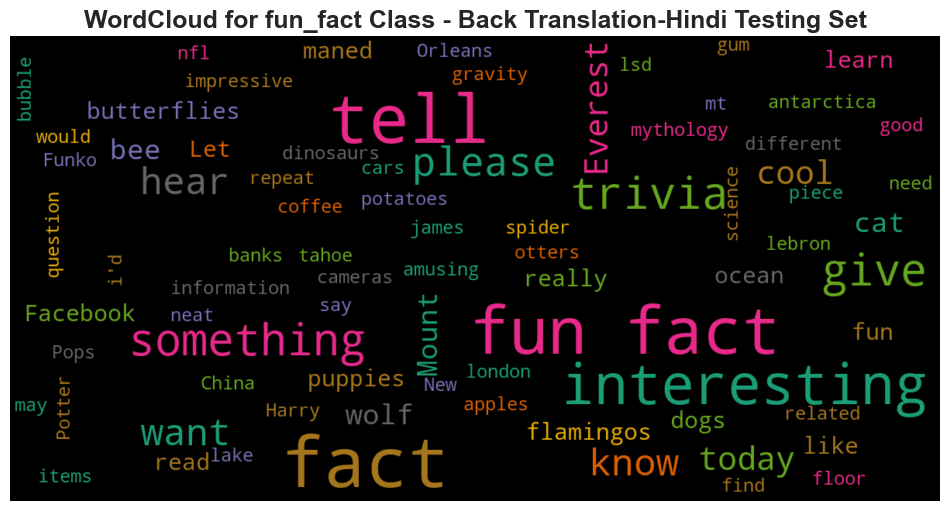 WordCloud for fun_fact Class - Back Translation-Hindi Testing Set
nfl maned Orleans gum
bubble impressive gravity Everest lsd learn
butterflies tell mt antarctica
would mythology good
Funko bee Let dinosaurs cars please different
hear repeat trivia science cool piece need
question coffee potatoes
i'd james spider cat
banks tahoe otters lebron
information cameras amusing really ocean give
Facebook neat say Mount
something fun fact fun
Pops
Potter China puppies New london interesting
may Harry wolf apples related
want flamingos dogs like
read lake fact know today
items find floor